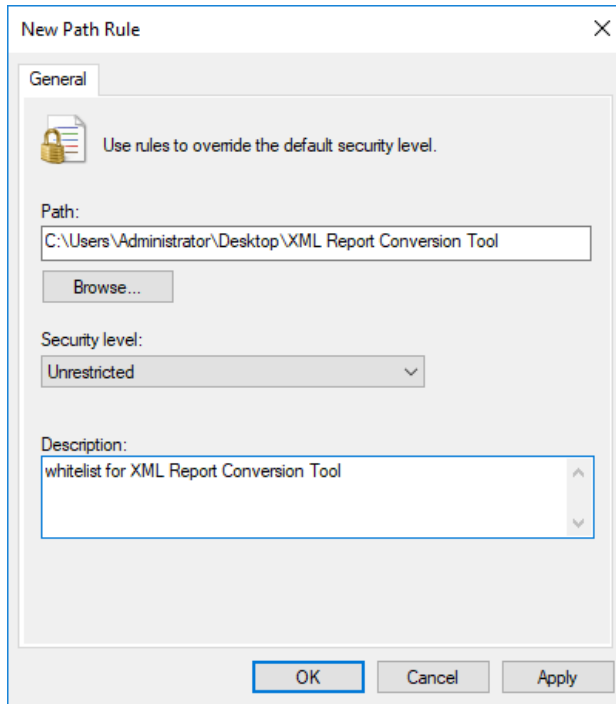 New Path Rule
General
Use rules to override the default security level.
Path:
C:\Users\Administrator\Desktop\XML Report Conversion Tool
Browse...
Security level:
Unrestricted
Description:
whitelist for XML Report Conversion Tool
OK
Cancel
Apply